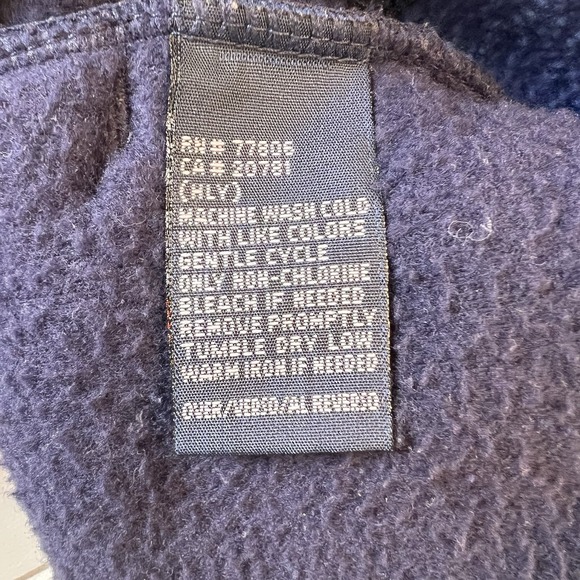 RN# 77806
CA# 20781
(HLY)
MACHINE WASH COLD
WITH LIKE COLORS
GENTLE CYCLE
ONLY NON-CHLORINE
BLEACH IF NEEDED
REMOVE PROMPTLY
TUMBLE DRY LOW
WARM IRON IF NEEDED
OVER/VERSO/AL REVERSO